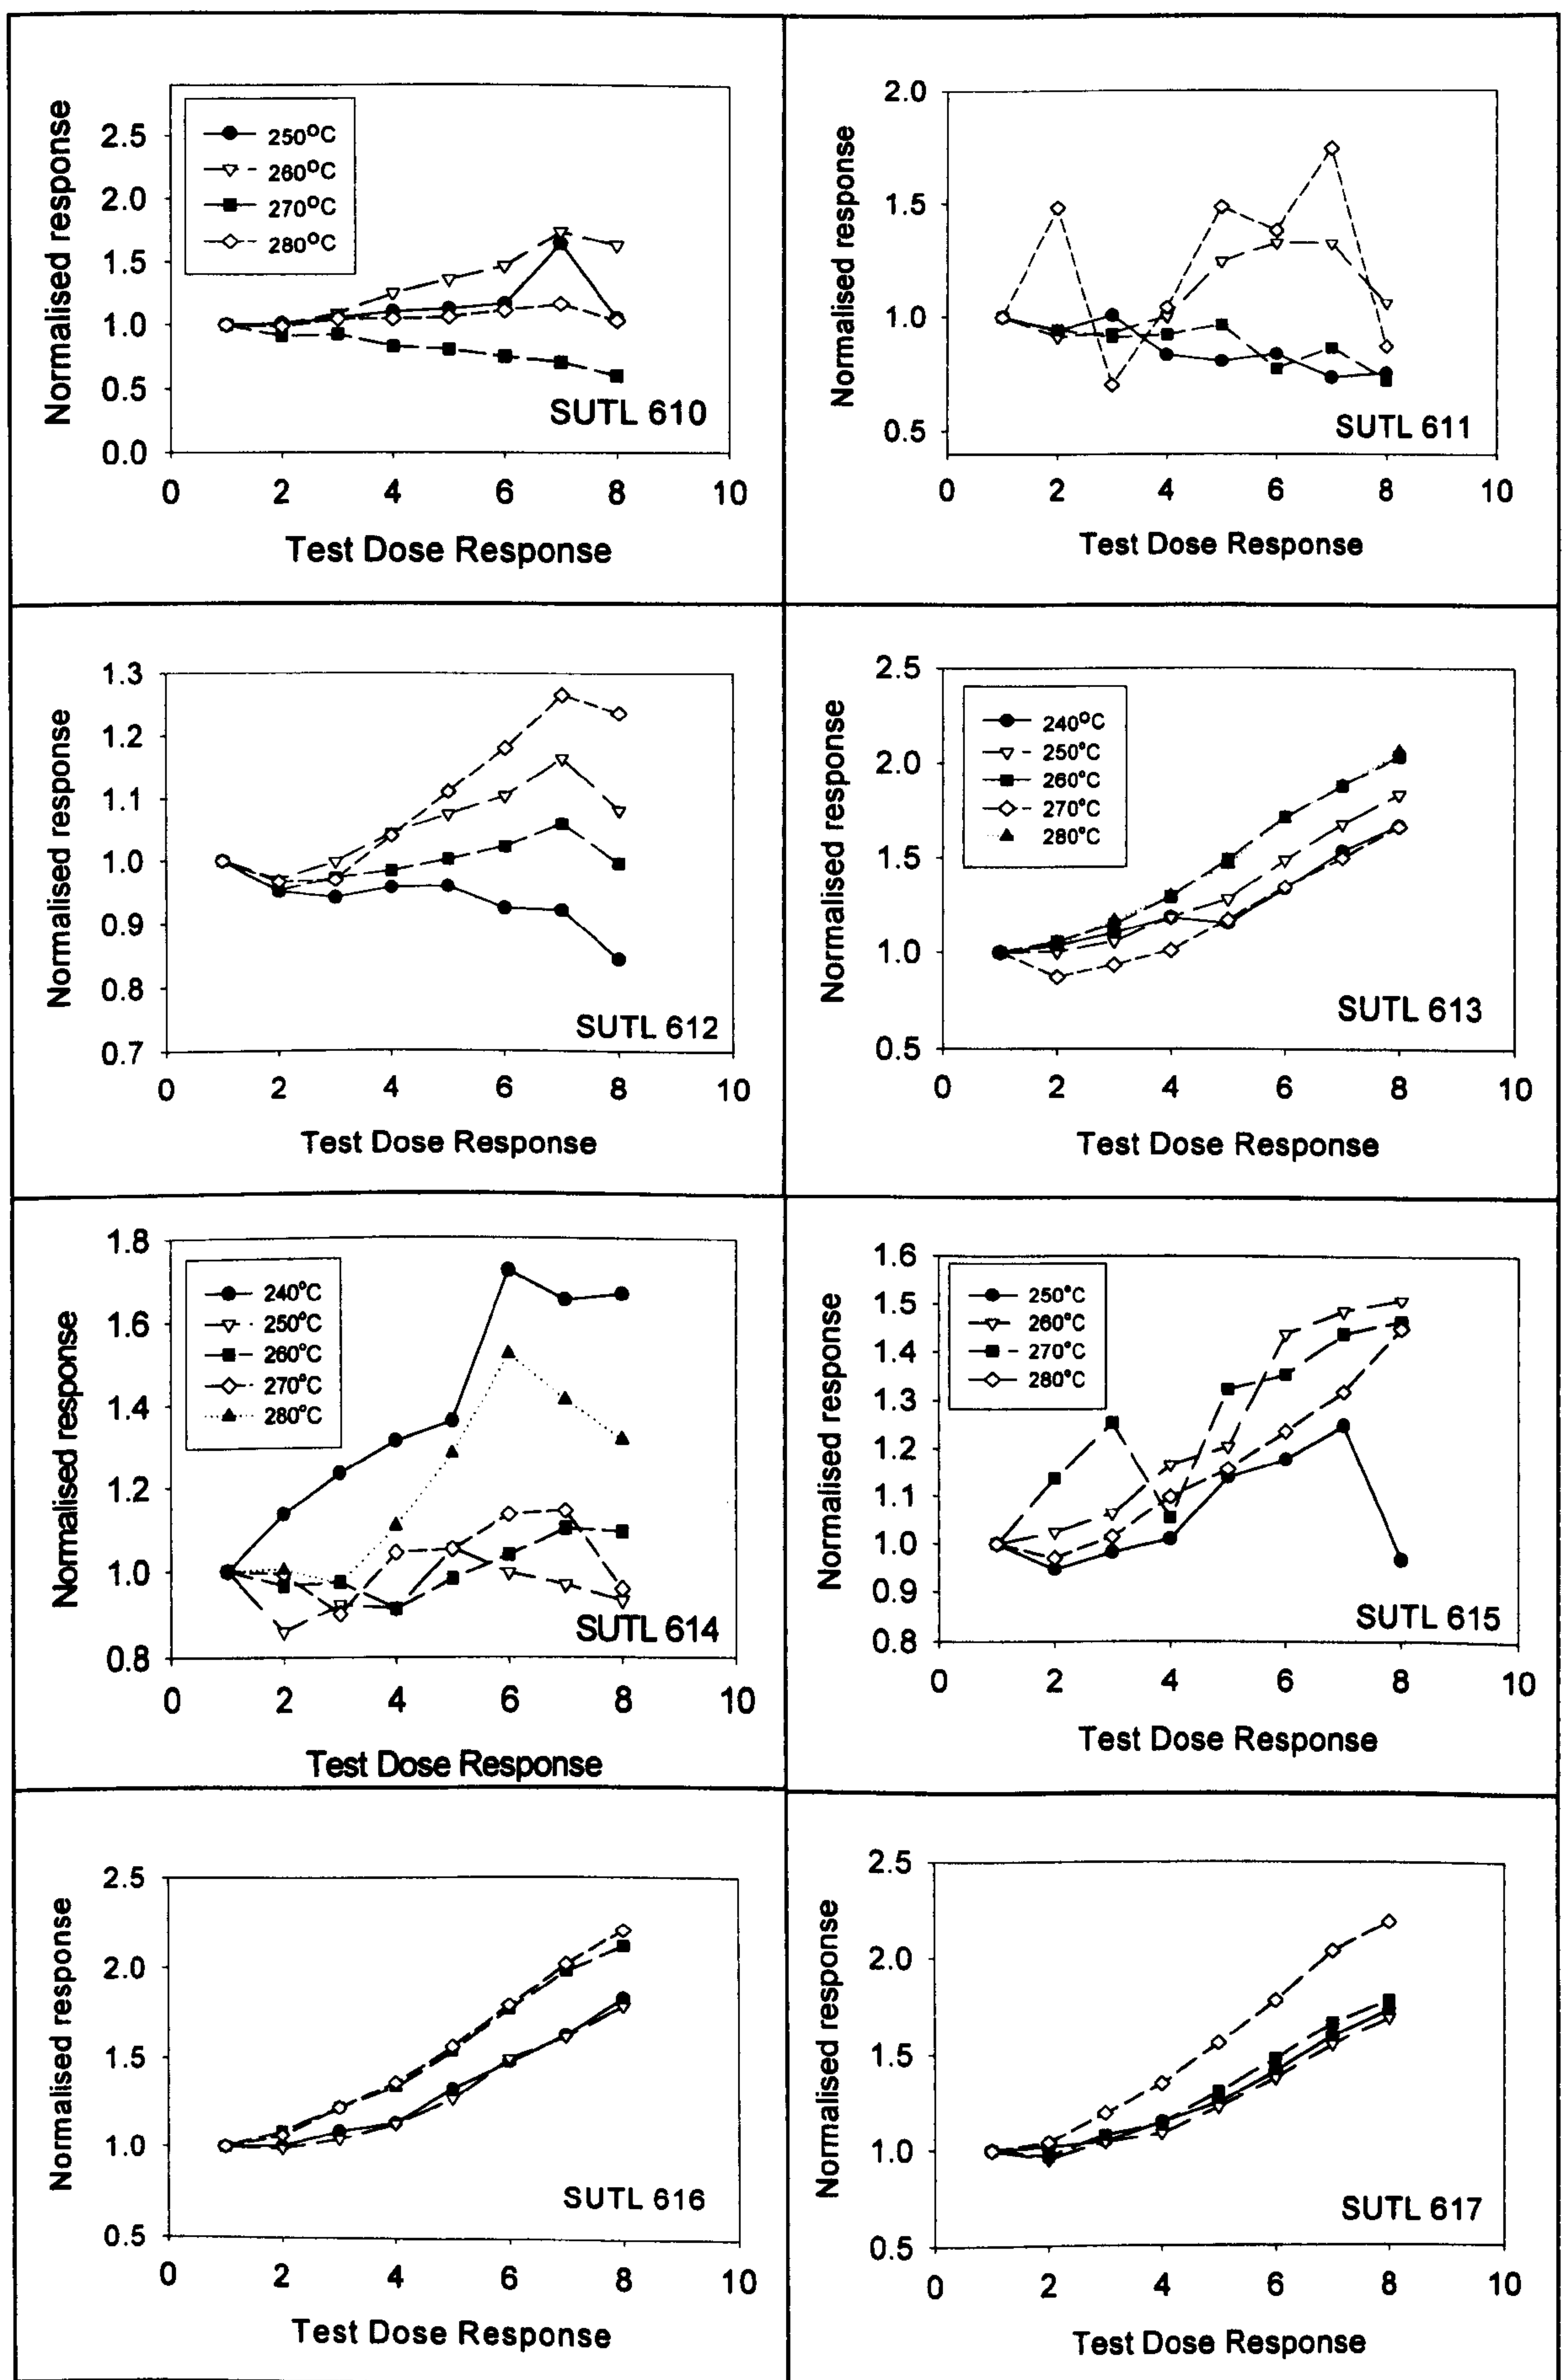 Normalised response
2.5
2.0
1.5
1.0
0.5
0.0
250°C
260°C
270°C
280°C
SUTL 610
0 2 4 6 8 10
Test Dose Response
Normalised response
2.0
1.5
1.0
0.5
SUTL 611
0 2 4 6 8 10
Test Dose Response
Normalised response
1.3
1.2
1.1
1.0
0.9
0.8
0.7
SUTL 612
0 2 4 6 8 10
Test Dose Response
Normalised response
2.5
2.0
1.5
1.0
0.5
240°C
250°C
260°C
270°C
280°C
SUTL 613
0 2 4 6 8 10
Test Dose Response
Normalised response
1.8
1.6
1.4
1.2
1.0
0.8
240°C
250°C
260°C
270°C
280°C
SUTL 614
0 2 4 6 8 10
Test Dose Response
Normalised response
1.6
1.5
1.4
1.3
1.2
1.1
1.0
0.9
0.8
250°C
260°C
270°C
280°C
SUTL 615
0 2 4 6 8 10
Test Dose Response
Normalised response
2.5
2.0
1.5
1.0
0.5
SUTL 616
0 2 4 6 8 10
Test Dose Response
Normalised response
2.5
2.0
1.5
1.0
0.5
SUTL 617
0 2 4 6 8 10
Test Dose Response